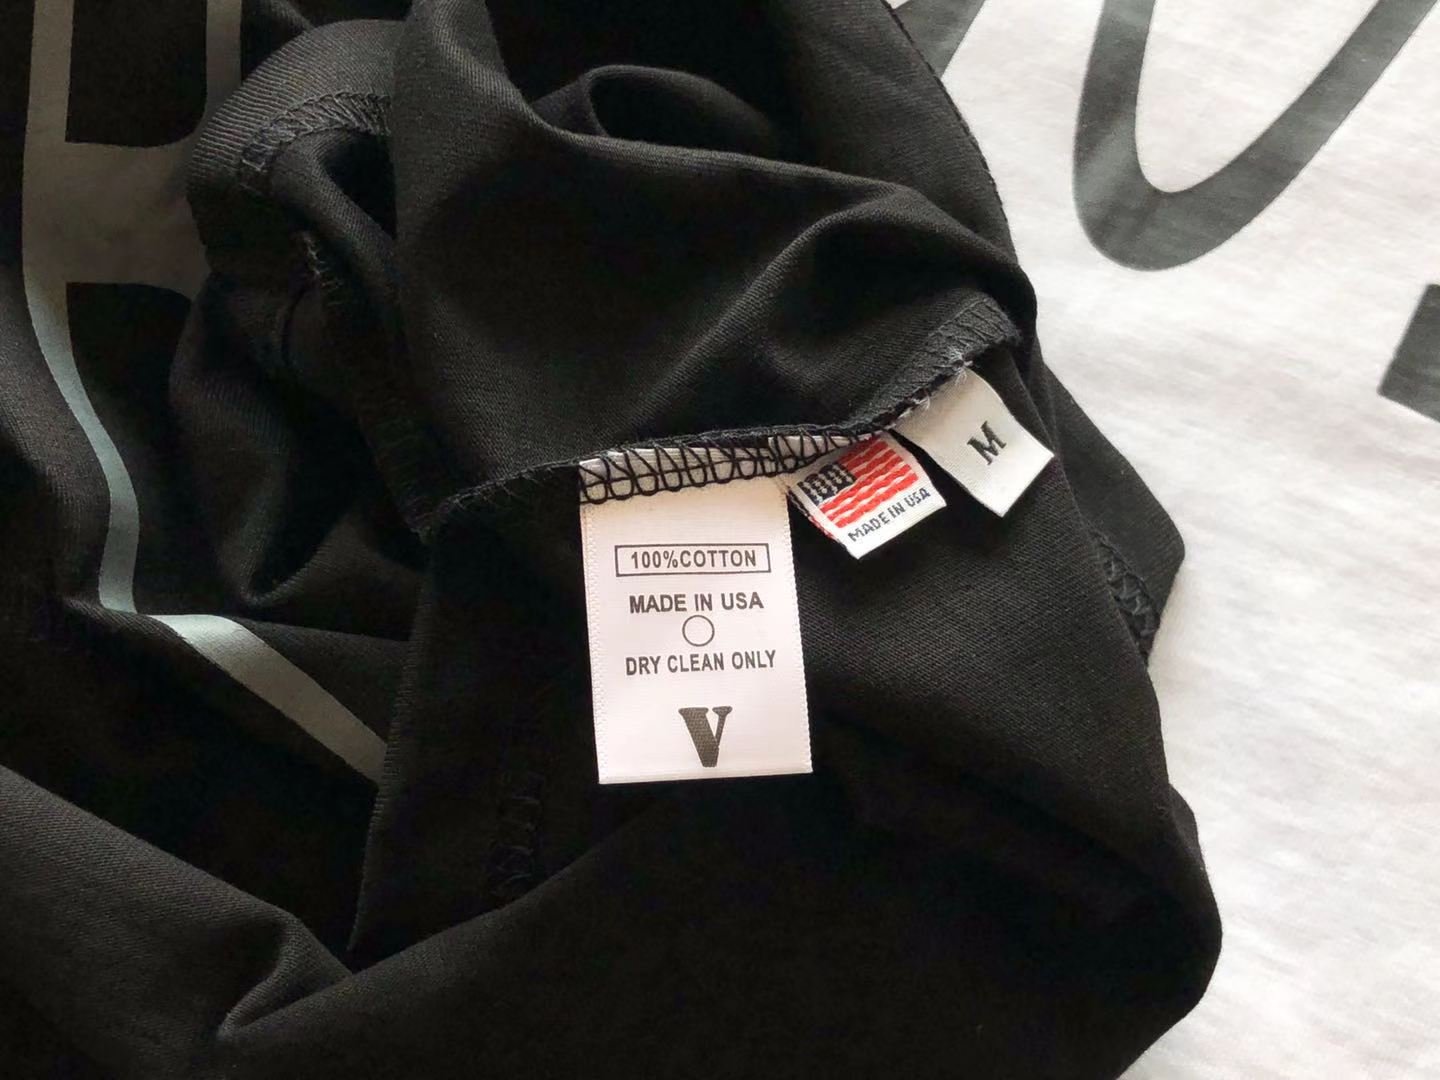 100%COTTON
MADE IN USA
DRY CLEAN ONLY
V
MADE IN USA
M